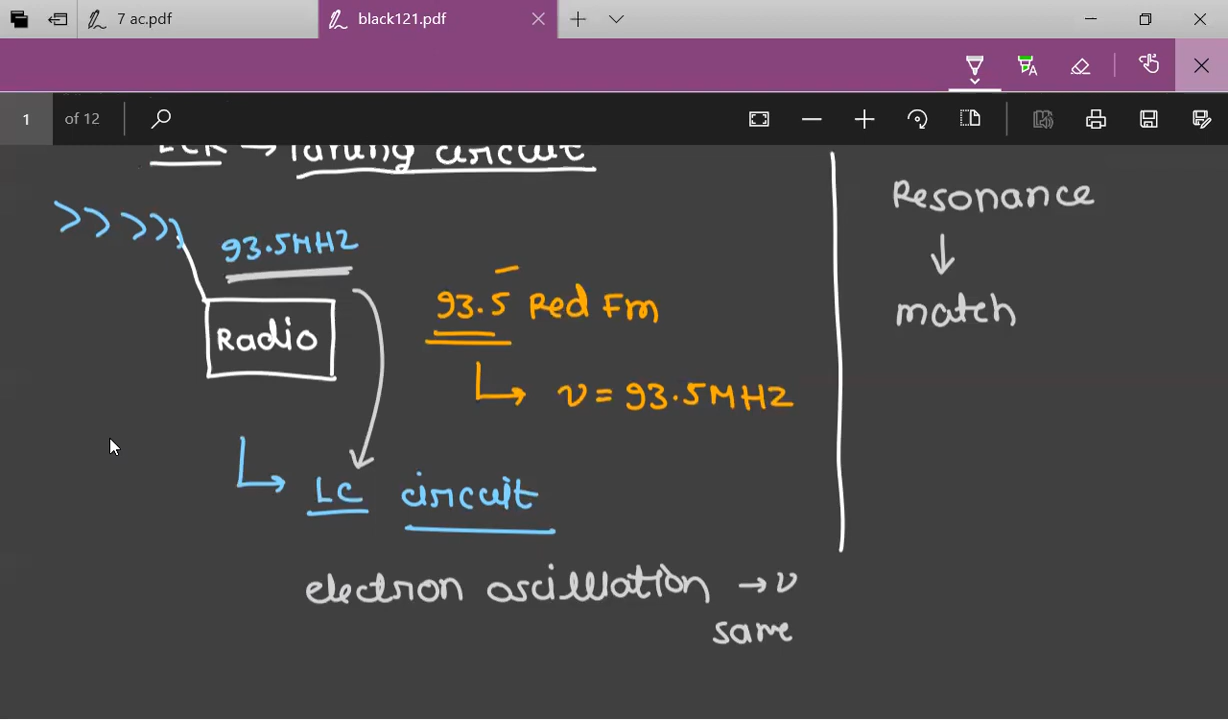 7 ac.pdf
black121.pdf
1 of 12
LCR → Tuning circuit
93.5MHZ
Radio
93.5 Red Fm
ν = 93.5MHZ
LC circuit
electron oscilllation → ν
same
Resonance
↓
match